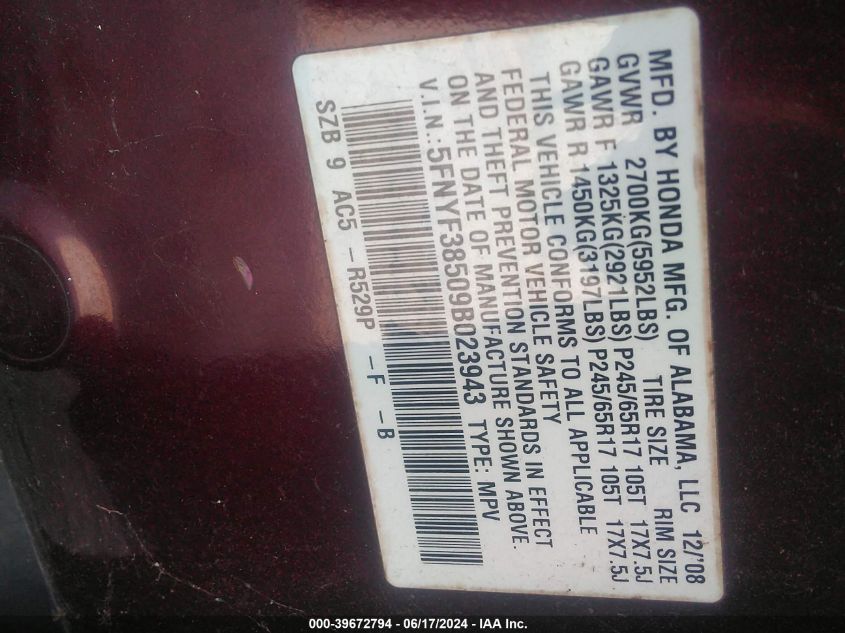 MFD. BY HONDA MFG. OF ALABAMA, LLC 12/'08
GVWR 2700KG(5952LBS) TIRE SIZE RIM SIZE
GAWR F 1325KG(2921LBS) P245/65R17 105T 17X7.5J
GAWR R 1450KG(3197LBS) P245/65R17 105T 17X7.5J
THIS VEHICLE CONFORMS TO ALL APPLICABLE
FEDERAL MOTOR VEHICLE SAFETY
AND THEFT PREVENTION STANDARDS IN EFFECT
ON THE DATE OF MANUFACTURE SHOWN ABOVE.
V.I.N.:5FNYF38509B023943 TYPE: MPV
SZB 9 AC5 -R529P -F -B
000-39672794 - 06/17/2024 - IAA Inc.